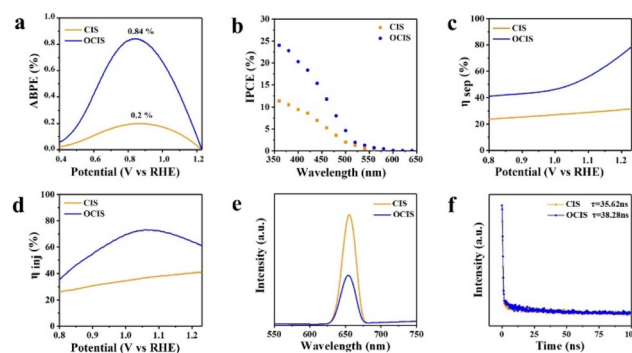 a
CIS
OCIS
0.84 %
0.2 %
ABPE (%)
1.0
0.8
0.6
0.4
0.2
0.0
0.4 0.6 0.8 1.0 1.2
Potential (V vs RHE)
b
CIS
OCIS
IPCE (%)
30
25
20
15
10
5
0
350 400 450 500 550 600 650
Wavelength (nm)
c
CIS
OCIS
η sep (%)
100
80
60
40
20
0
0.8 0.9 1.0 1.1 1.2
Potential (V vs RHE)
d
CIS
OCIS
η inj (%)
100
80
60
40
20
0
0.8 0.9 1.0 1.1 1.2
Potential (V vs RHE)
e
CIS
OCIS
Intensity (a.u.)
550 600 650 700 750
Wavelength (nm)
f
CIS τ=35.62ns
OCIS τ=38.28ns
Intensity (a.u.)
0 25 50 75 100
Time (ns)